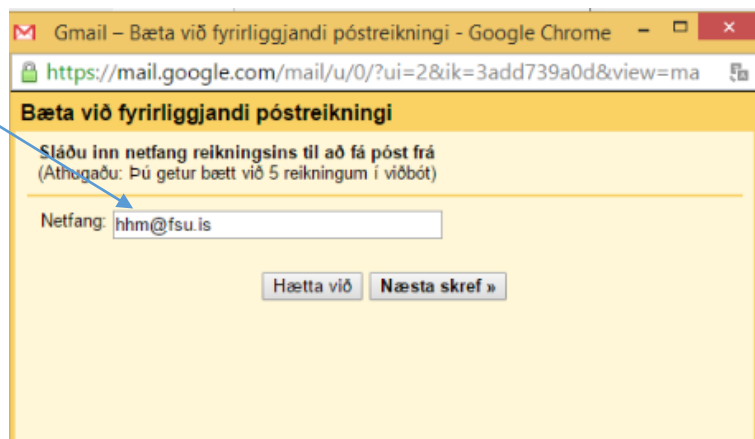 Gmail – Bæta við fyrirliggjandi póstreikningi - Google Chrome
https://mail.google.com/mail/u/0/?ui=2&ik=3add739a0d&view=ma
Bæta við fyrirliggjandi póstreikningi
Sláðu inn netfang reikningsins til að fá póst frá
(Athugaðu: Þú getur bætt við 5 reikningum í viðbót)
Netfang: hhm@fsu.is
Hætta við Næsta skref »